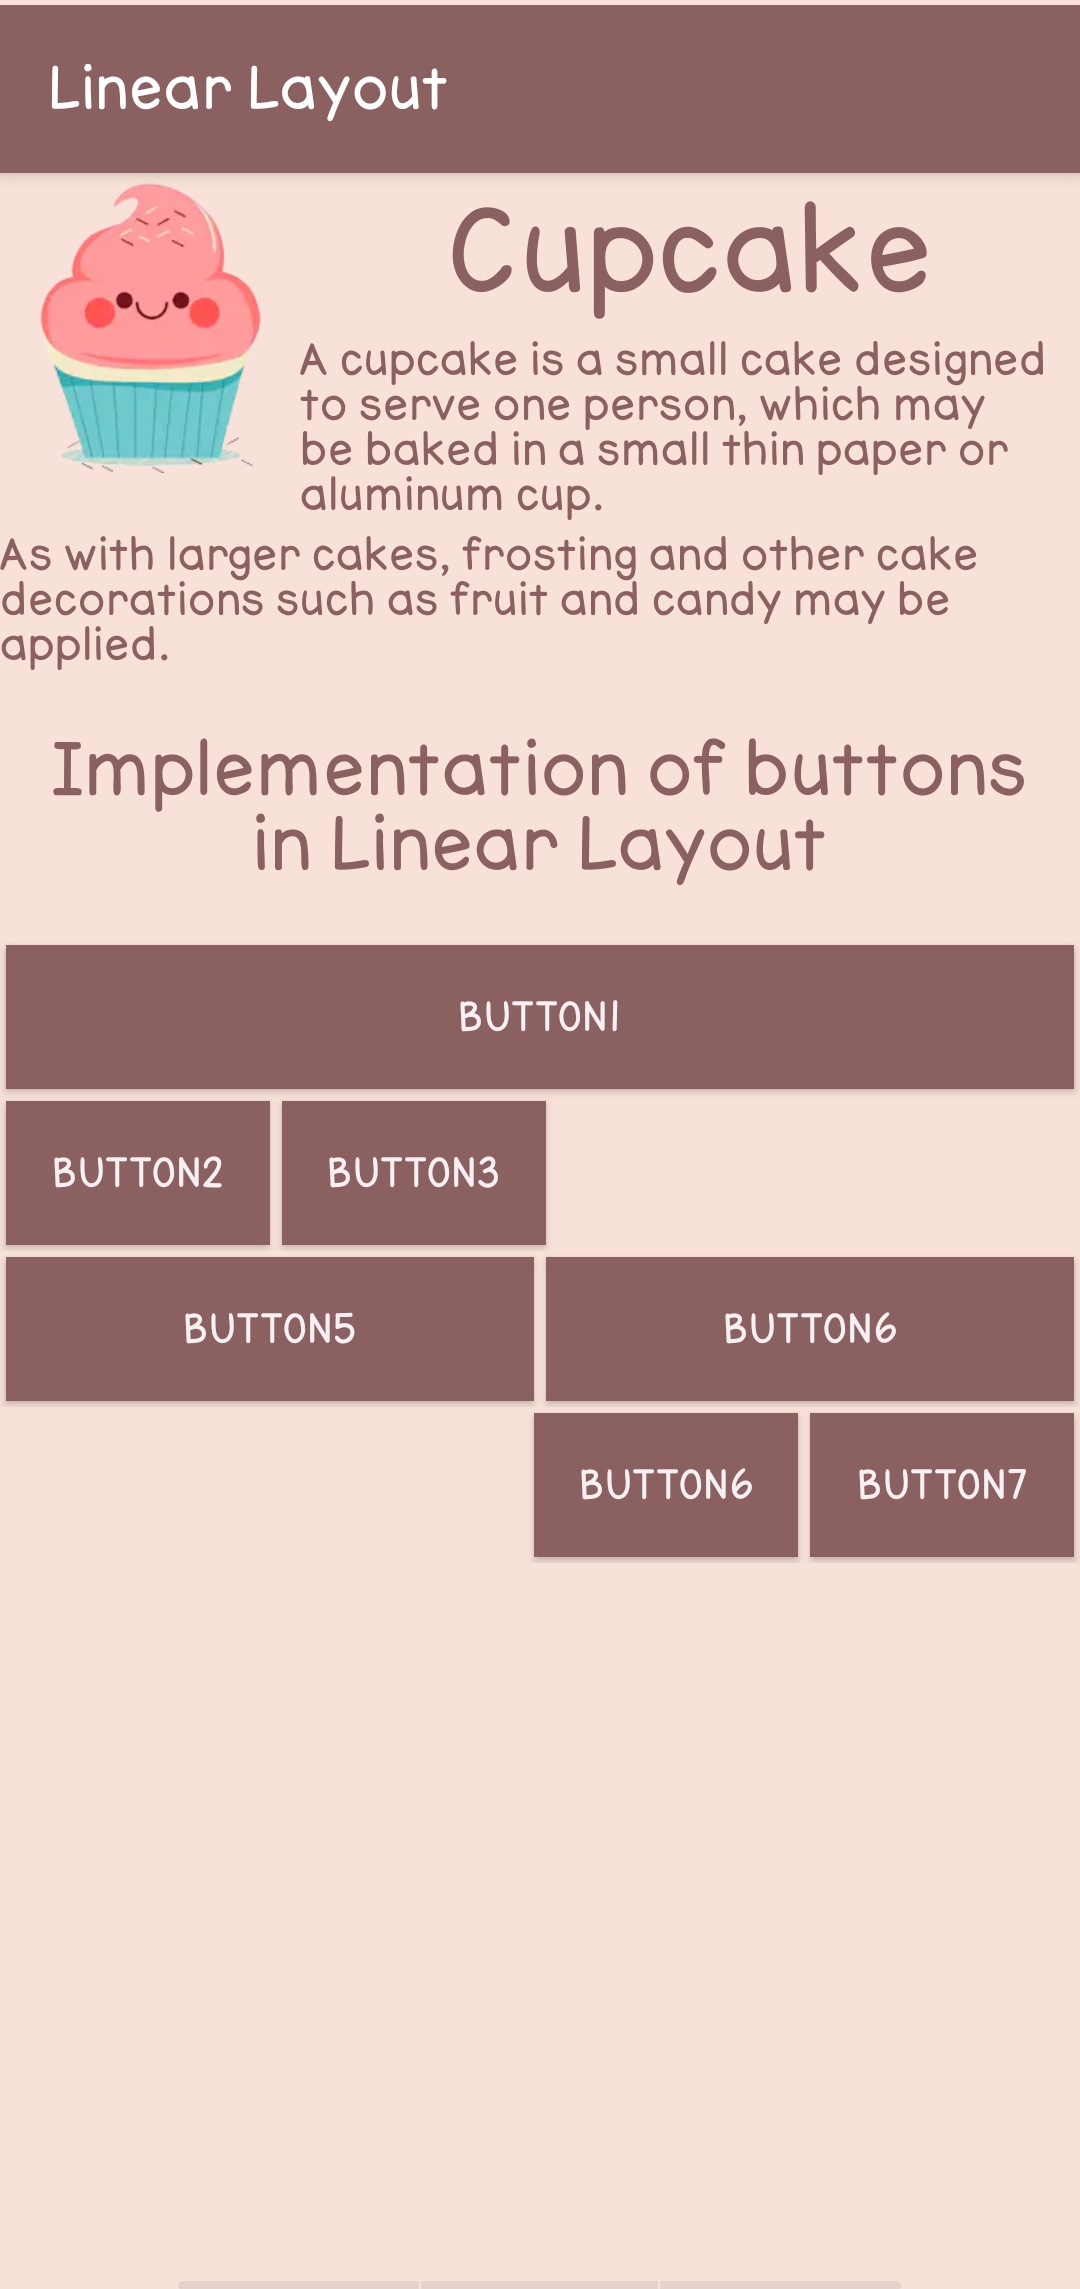 Linear Layout
Cupcake
A cupcake is a small cake designed
to serve one person, which may
be baked in a small thin paper or
aluminum cup.
As with larger cakes, frosting and other cake
decorations such as fruit and candy may be
applied.
Implementation of buttons
in Linear Layout
BUTTON1
BUTTON2 BUTTON3
BUTTON5 BUTTON6
BUTTON6 BUTTON7